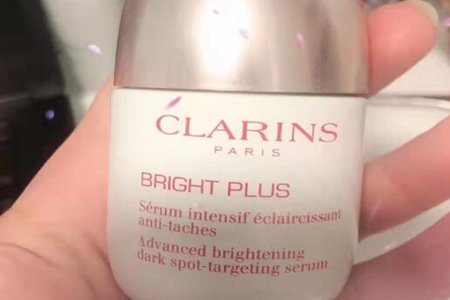 CLARINS
PARIS
BRIGHT PLUS
Sérum intensif éclaircissant
anti-taches
Advanced brightening
dark spot-targeting serum